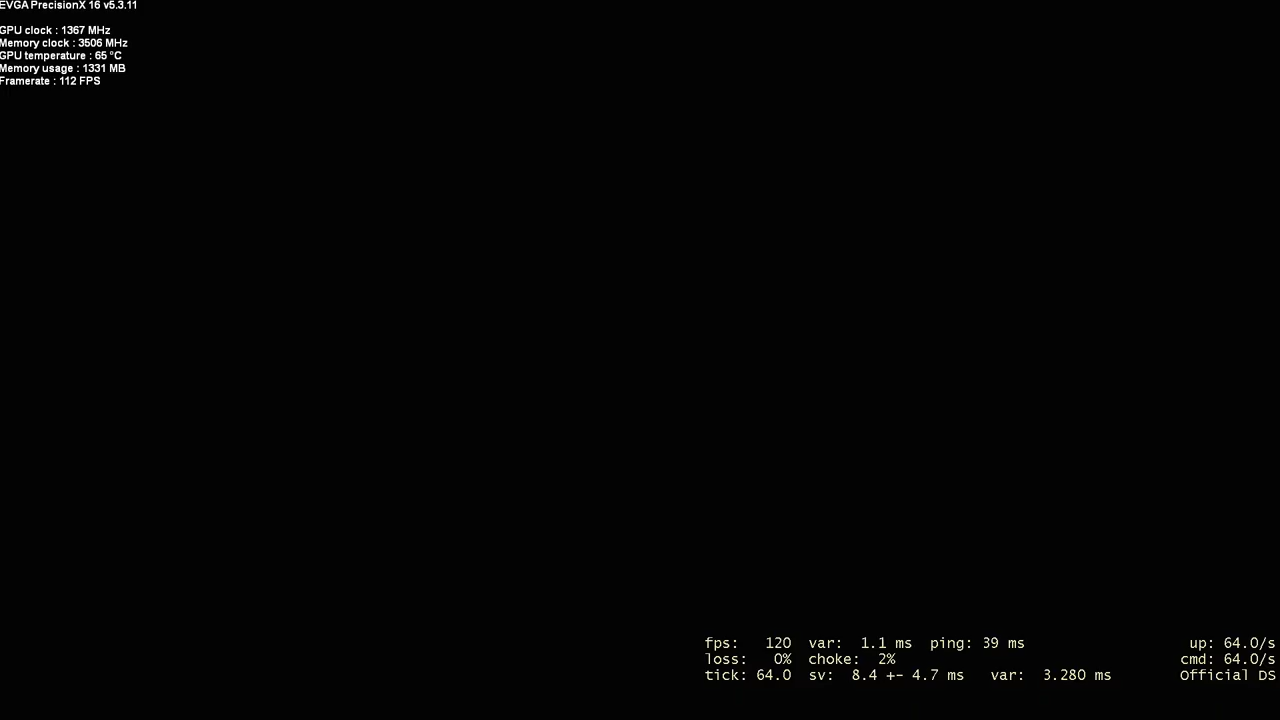 EVGA PrecisionX 16 v5.3.11
GPU clock : 1367 MHz
Memory clock : 3506 MHz
GPU temperature : 65 °C
Memory usage : 1331 MB
Framerate : 112 FPS
fps: 120 var: 1.1 ms ping: 39 ms up: 64.0/s
loss: 0% choke: 2% cmd: 64.0/s
tick: 64.0 sv: 8.4 +- 4.7 ms var: 3.280 ms Official DS